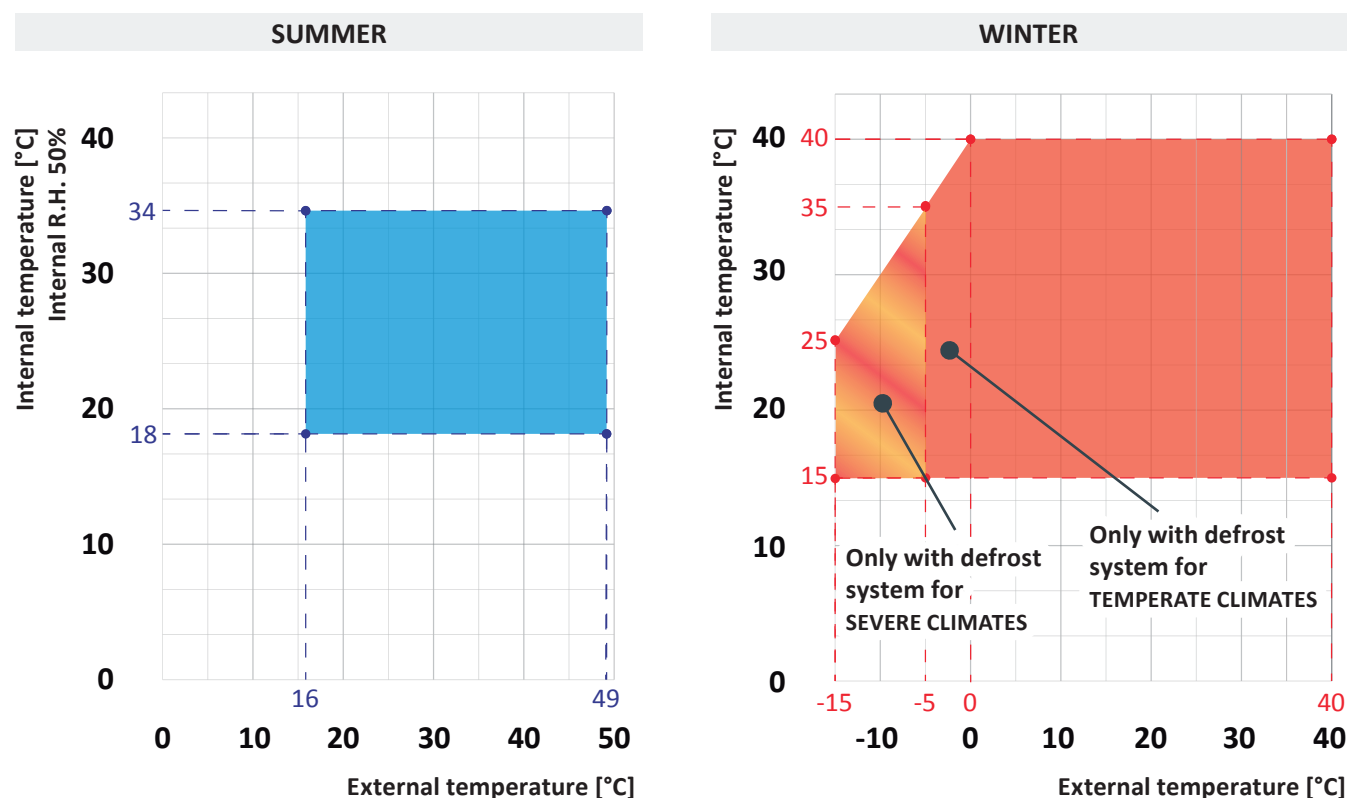 SUMMER
Internal temperature [°C]
Internal R.H. 50%
40
34
30
20
18
10
0
16
49
0
10
20
30
40
50
External temperature [°C]
WINTER
Internal temperature [°C]
40
40
35
30
25
20
15
10
0
Only with defrost
system for
SEVERE CLIMATES
Only with defrost
system for
TEMPERATE CLIMATES
-15
-5
0
40
-10
0
10
20
30
40
External temperature [°C]